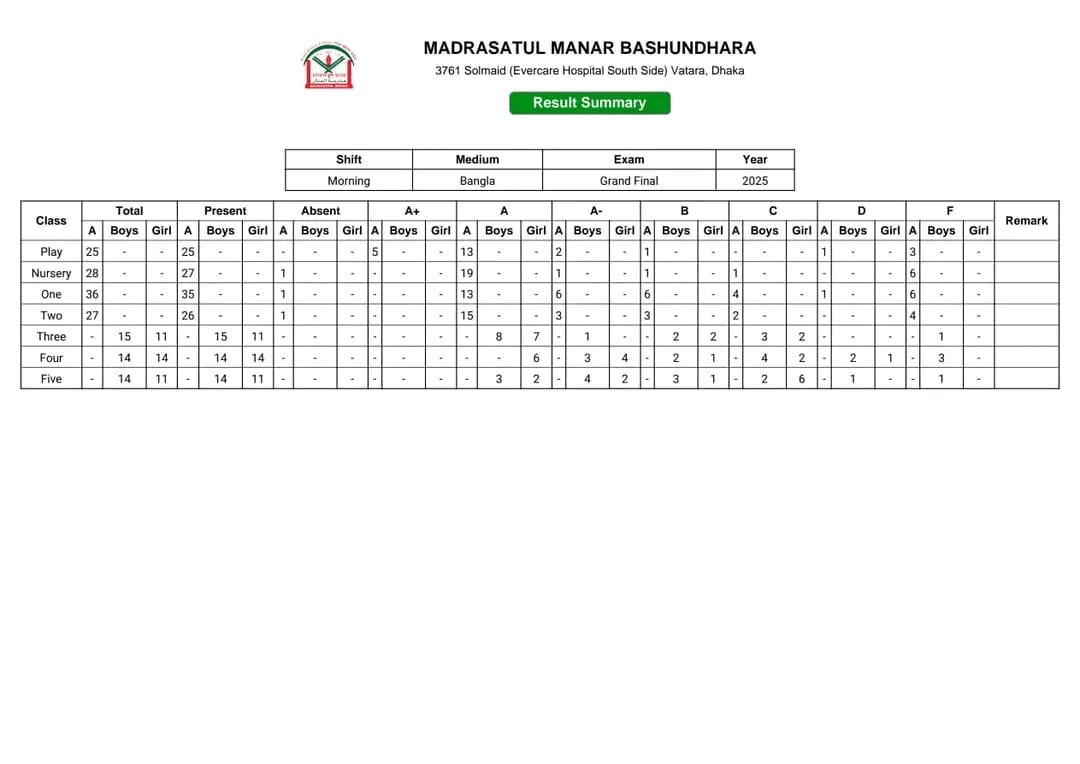 MADRASATUL MANAR BASHUNDHARA
3761 Solmaid (Evercare Hospital South Side) Vatara, Dhaka
Result Summary
Shift Medium Exam Year
Morning Bangla Grand Final 2025
Class Total Present Absent A+ A A- B C D F Remark
A Boys Girl A Boys Girl A Boys Girl A Boys Girl A Boys Girl A Boys Girl A Boys Girl A Boys Girl A Boys Girl A Boys Girl
Play 25 - - 25 - - - - - 5 - - 13 - - 2 - - 1 - - - - - 1 - - 3 - -
Nursery 28 - - 27 - - 1 - - - - - 19 - - 1 - - 1 - - 1 - - - - - 6 - -
One 36 - - 35 - - 1 - - - - - 13 - - 6 - - 6 - - 4 - - 1 - - 6 - -
Two 27 - - 26 - - 1 - - - - - 15 - - 3 - - 3 - - 2 - - - - - 4 - -
Three - 15 11 - 15 11 - - - - - - - 8 7 - 1 - - 2 2 - 3 2 - - - - 1 -
Four - 14 14 - 14 14 - - - - - - - - 6 - 3 4 - 2 1 - 4 2 - 2 1 - 3 -
Five - 14 11 - 14 11 - - - - - - - 3 2 - 4 2 - 3 1 - 2 6 - 1 - - 1 -